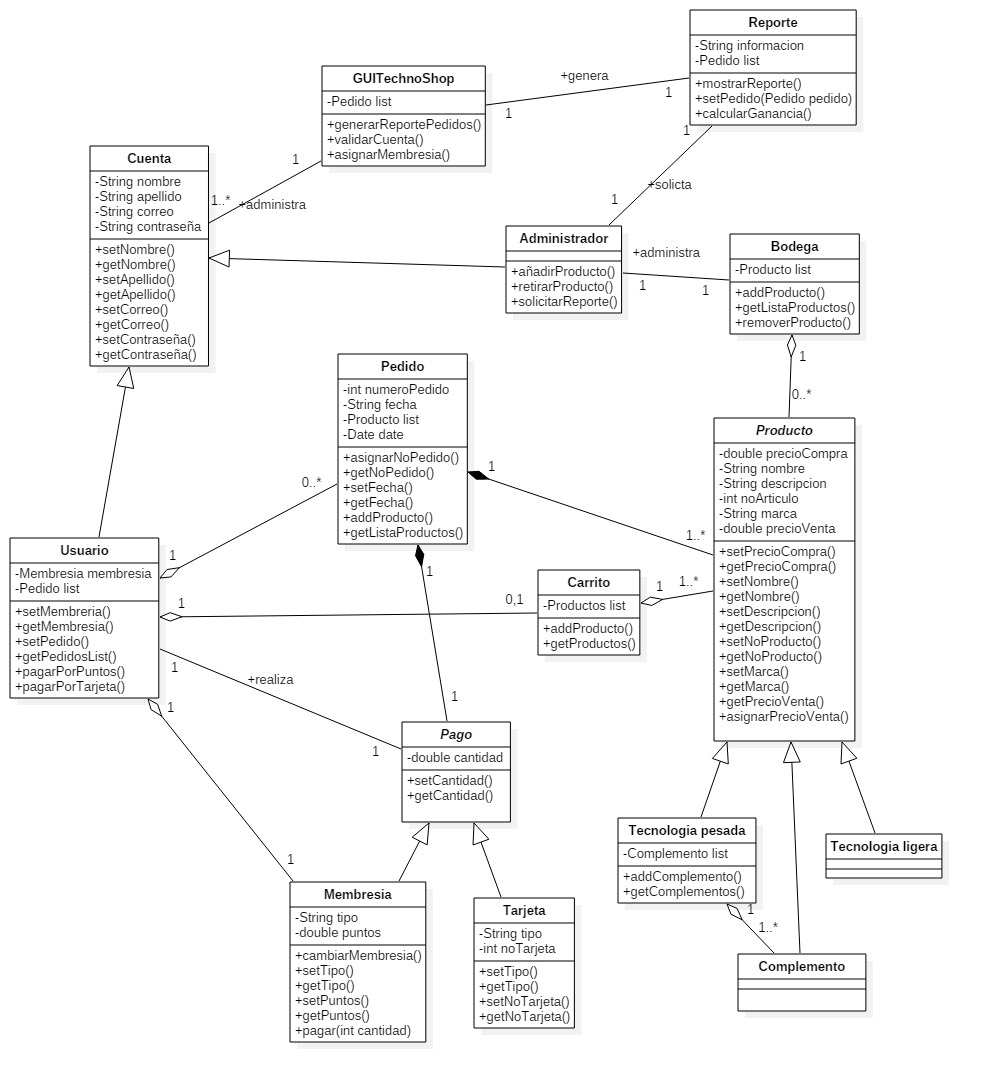 Reporte
-String informacion
-Pedido list
+mostrarReporte()
+setPedido(Pedido pedido)
+calcularGanancia()
GUITechnoShop
-Pedido list
+generarReportePedidos()
+validarCuenta()
+asignarMembresia()
+genera
1
1
Cuenta
-String nombre
-String apellido
-String correo
-String contraseña
+setNombre()
+getNombre()
+setApellido()
+getApellido()
+setCorreo()
+getCorreo()
+setContraseña()
+getContraseña()
1
1..*
+administra
1
+solicta
1
Administrador
+añadirProducto()
+retirarProducto()
+solicitarReporte()
+administra
1
1
Bodega
-Producto list
+addProducto()
+getListaProductos()
+removerProducto()
1
0..*
Pedido
-int numeroPedido
-String fecha
-Producto list
-Date date
+asignarNoPedido()
+getNoPedido()
+setFecha()
+getFecha()
+addProducto()
+getListaProductos()
1
1..*
0..*
1
1
1
Producto
-double precioCompra
-String nombre
-String descripcion
-int noArticulo
-String marca
-double precioVenta
+setPrecioCompra()
+getPrecioCompra()
+setNombre()
+getNombre()
+setDescripcion()
+getDescripcion()
+setNoProducto()
+getNoProducto()
+setMarca()
+getMarca()
+getPrecioVenta()
+asignarPrecioVenta()
Usuario
-Membresia membresia
-Pedido list
+setMembreria()
+getMembresia()
+setPedido()
+getPedidosList()
+pagarPorPuntos()
+pagarPorTarjeta()
1
0,1
Carrito
-Productos list
+addProducto()
+getProductos()
1
1..*
1
+realiza
1
Pago
-double cantidad
+setCantidad()
+getCantidad()
1
1
Membresia
-String tipo
-double puntos
+cambiarMembresia()
+setTipo()
+getTipo()
+setPuntos()
+getPuntos()
+pagar(int cantidad)
Tarjeta
-String tipo
-int noTarjeta
+setTipo()
+getTipo()
+setNoTarjeta()
+getNoTarjeta()
Tecnologia pesada
-Complemento list
+addComplemento()
+getComplementos()
Tecnologia ligera
1
1..*
Complemento